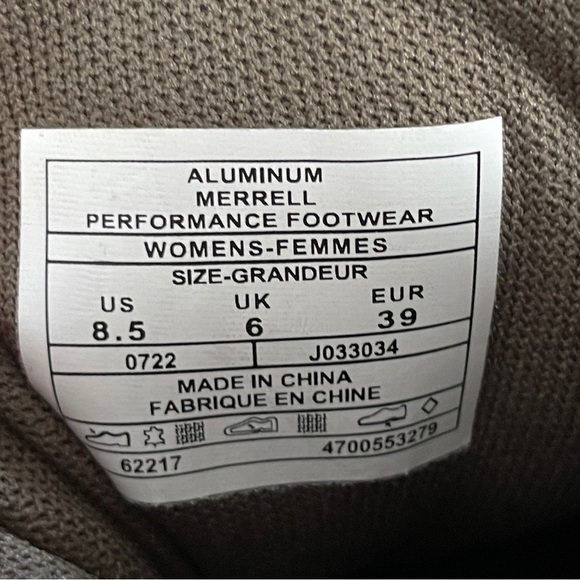 ALUMINUM
MERRELL
PERFORMANCE FOOTWEAR
WOMENS-FEMMES
SIZE-GRANDEUR
US UK EUR
8.5 6 39
0722 J033034
MADE IN CHINA
FABRIQUE EN CHINE
62217 4700553279